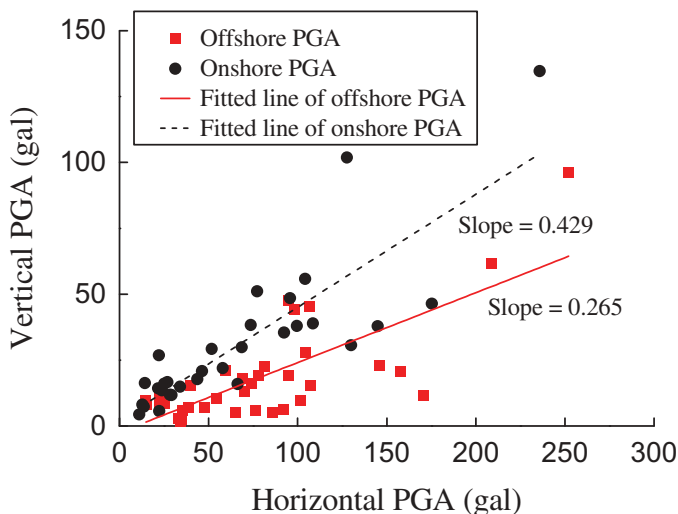 150
Offshore PGA
Onshore PGA
Fitted line of offshore PGA
Fitted line of onshore PGA
100
Slope = 0.429
Slope = 0.265
50
0
0 50 100 150 200 250 300
Vertical PGA (gal)
Horizontal PGA (gal)